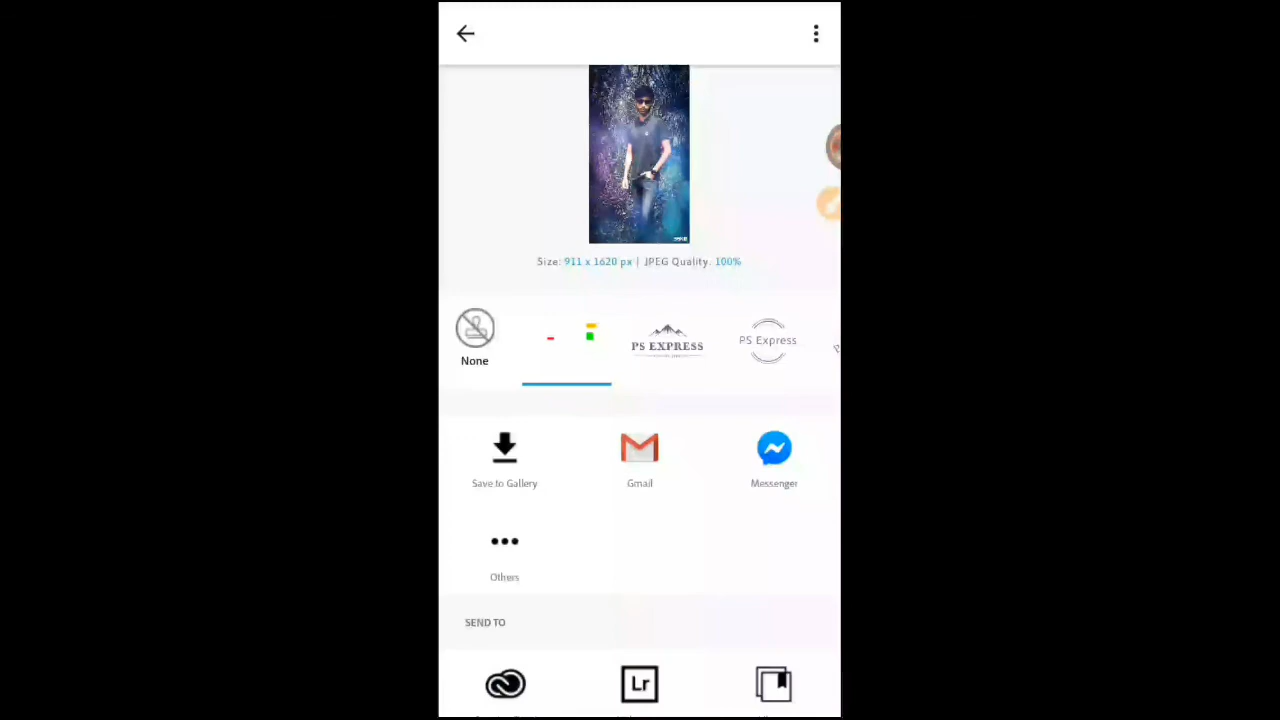 Size: 911 x 1620 px | JPEG Quality. 100%
None
PS EXPRESS
PS Express
Save to Gallery
Gmail
Messenger
Others
SEND TO
Lr